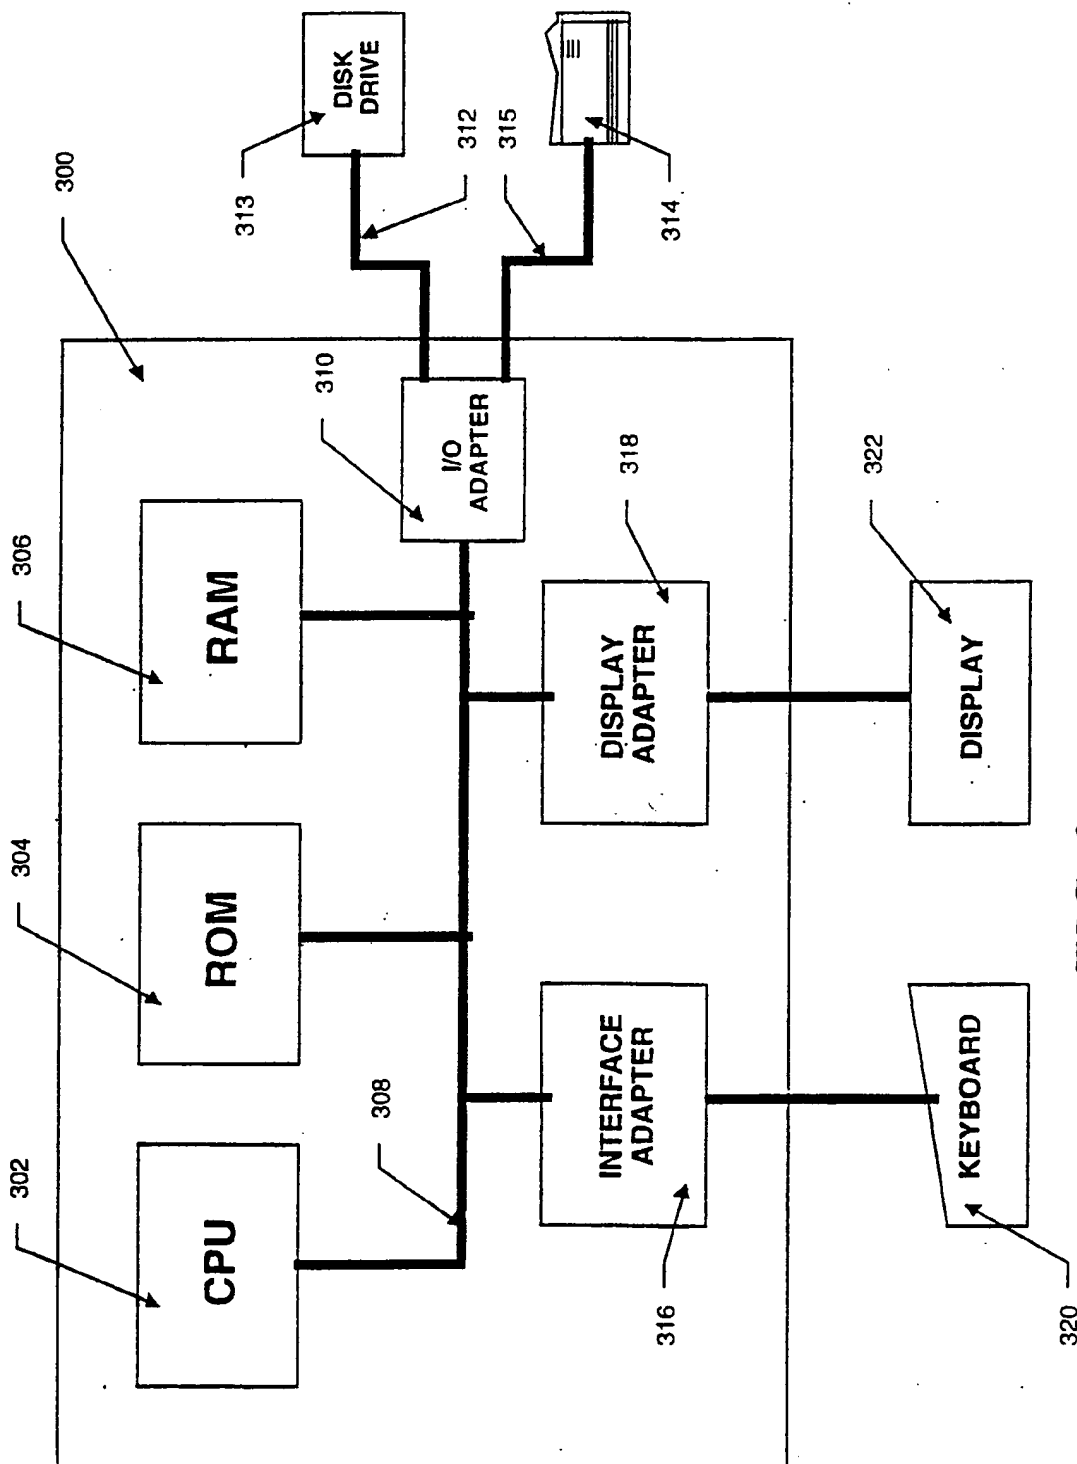 300
302
CPU
304
ROM
306
RAM
308
310
I/O
ADAPTER
313
DISK
DRIVE
312
315
314
316
INTERFACE
ADAPTER
318
DISPLAY
ADAPTER
320
KEYBOARD
322
DISPLAY